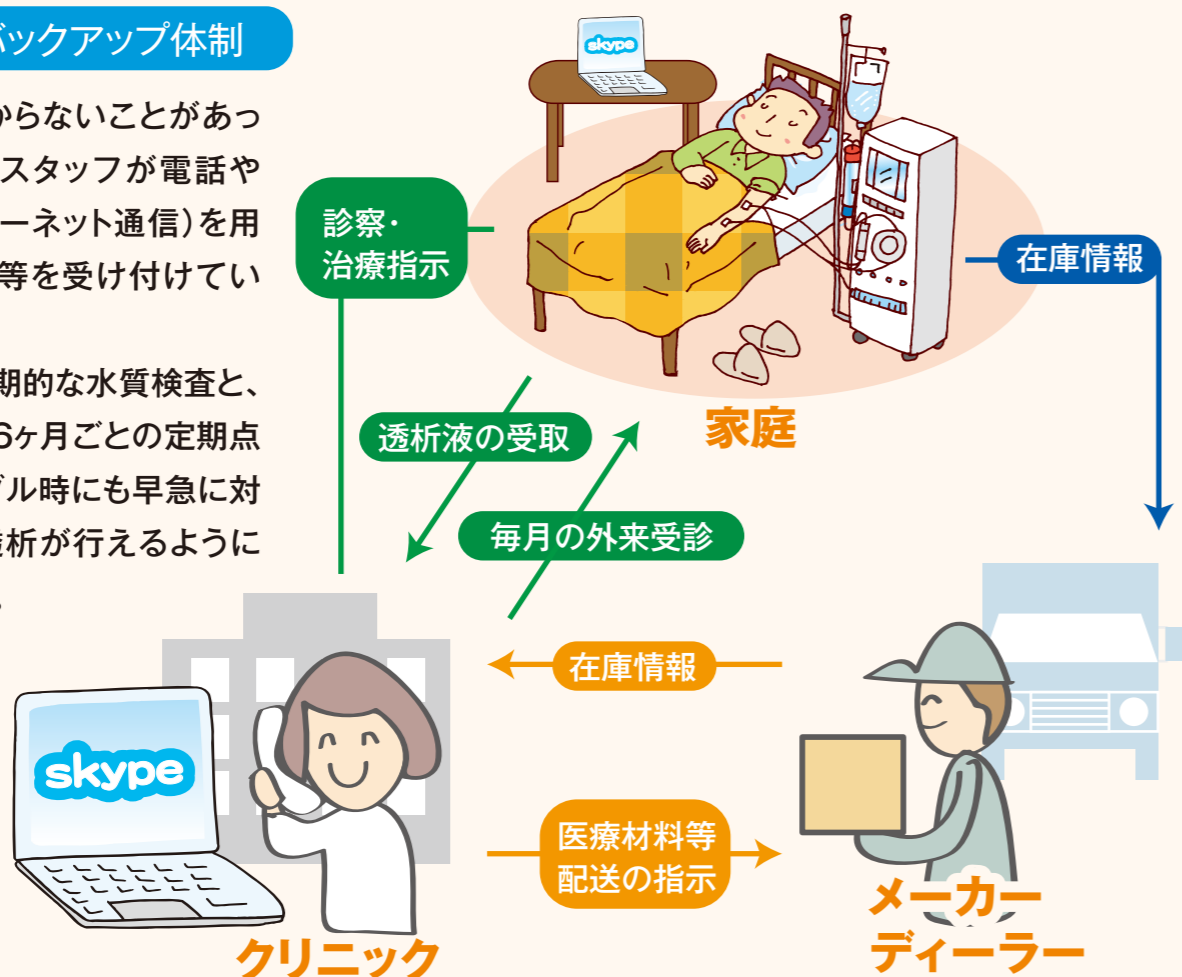 バックアップ体制
からないことがあっ
スタッフが電話や
ーネット通信)を用
等を受け付けてい
期的な水質検査と、
6ヶ月ごとの定期点
ブル時にも早急に対
透析が行えるように
。
skype
診察・
治療指示
在庫情報
家庭
透析液の受取
毎月の外来受診
在庫情報
skype
医療材料等
配送の指示
クリニック
メーカー
ディーラー